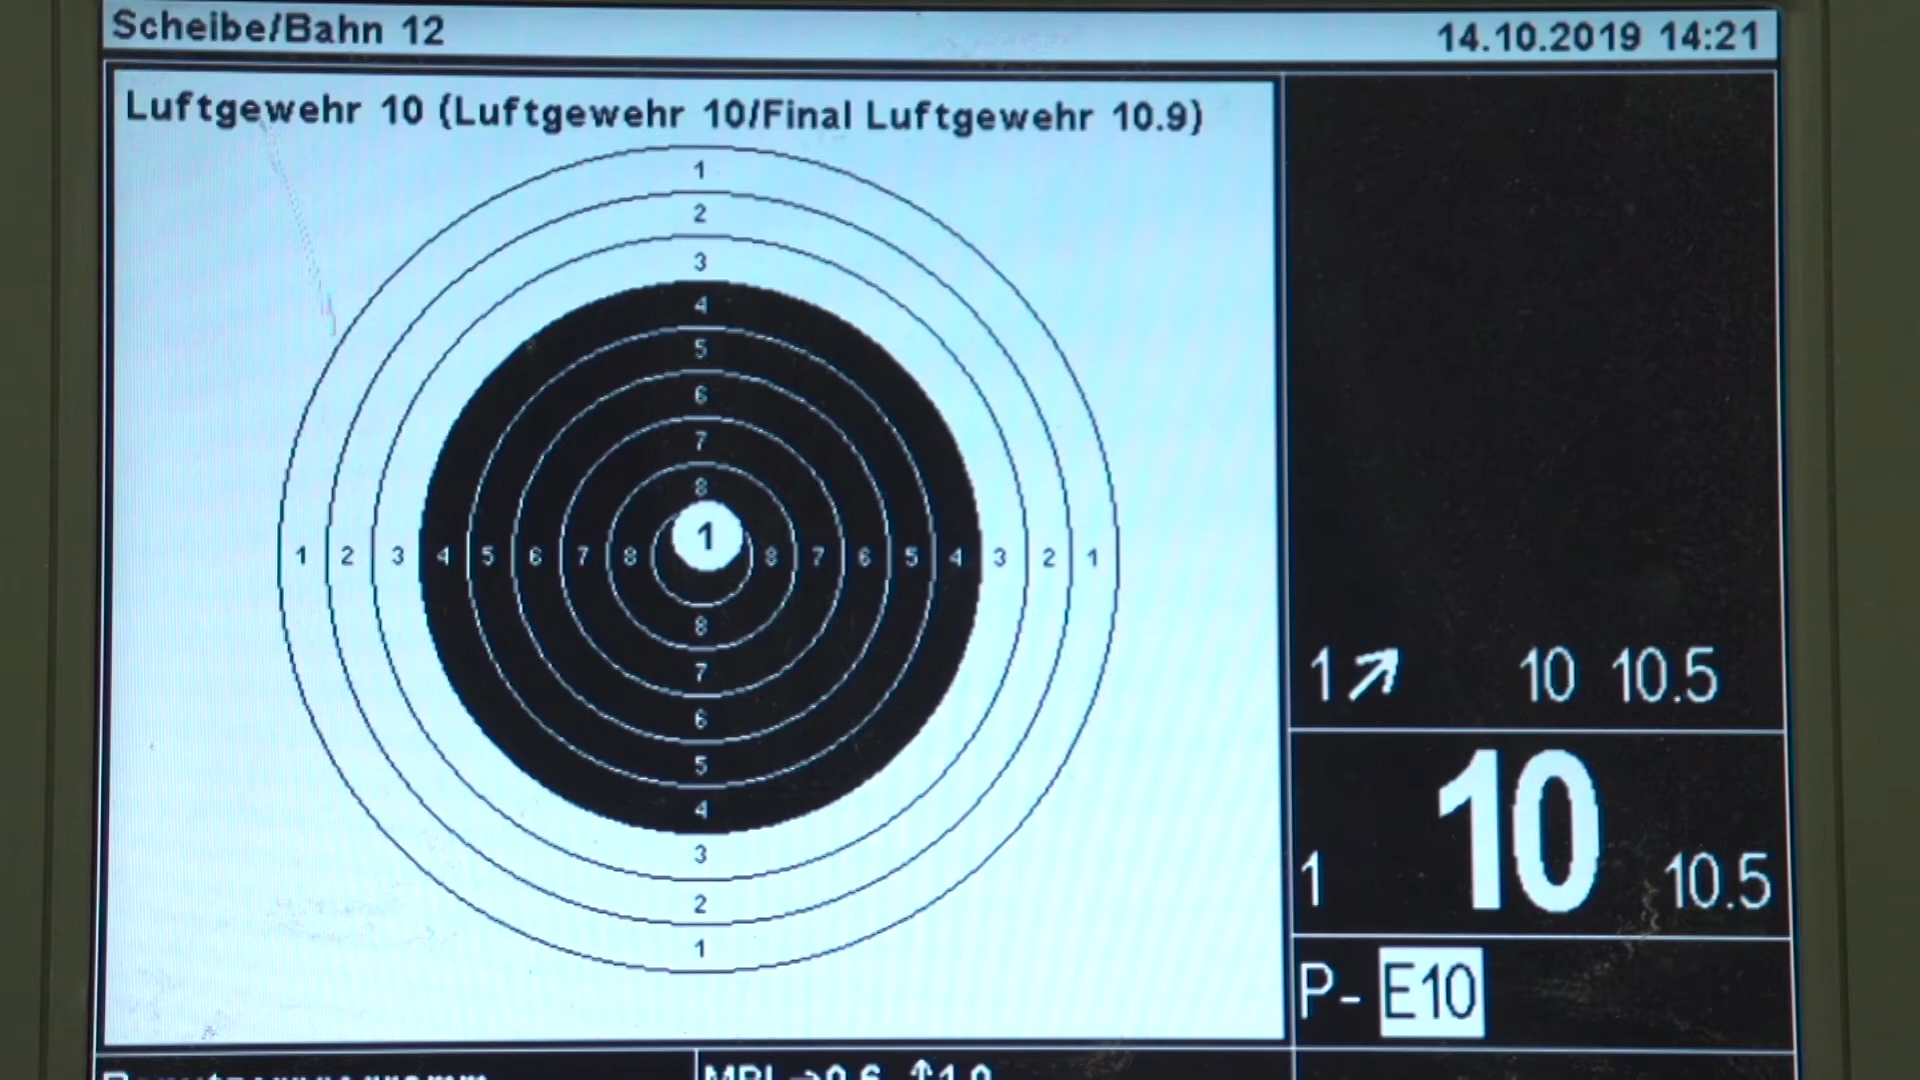 Scheibe/Bahn 12
14.10.2019 14:21
Luftgewehr 10 (Luftgewehr 10/Final Luftgewehr 10.9)
1
2
3
4
5
6
7
8
1 2 3 4 5 6 7 8 1 8 7 6 5 4 3 2 1
8
7
6
5
4
3
2
1
1 ↗ 10 10.5
1 10 10.5
P- E10